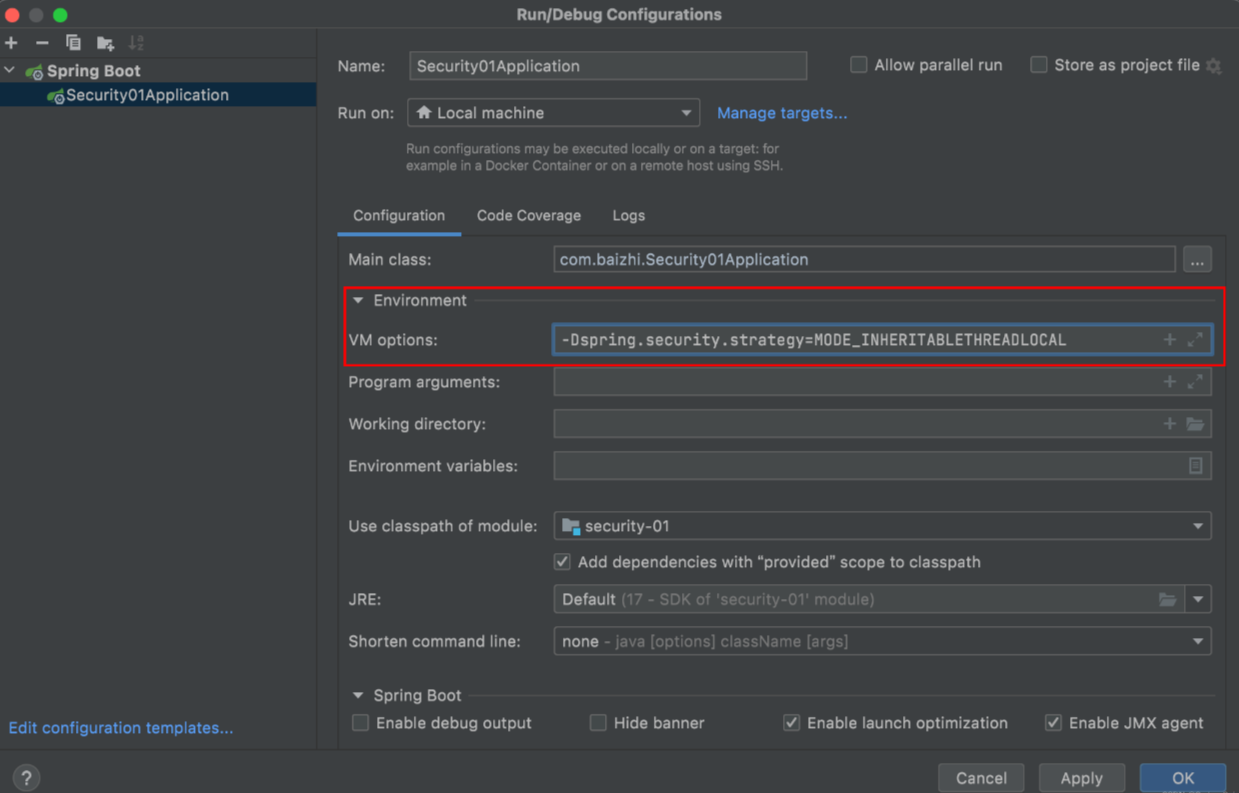 Run/Debug Configurations
Spring Boot
Security01Application
Name: Security01Application Allow parallel run Store as project file
Run on: Local machine Manage targets...
Run configurations may be executed locally or on a target: for
example in a Docker Container or on a remote host using SSH.
Configuration Code Coverage Logs
Main class: com.baizhi.Security01Application ...
Environment
VM options: -Dspring.security.strategy=MODE_INHERITABLETHREADLOCAL
Program arguments:
Working directory:
Environment variables:
Use classpath of module: security-01
Add dependencies with “provided” scope to classpath
JRE: Default (17 - SDK of 'security-01' module)
Shorten command line: none - java [options] className [args]
Spring Boot
Enable debug output Hide banner Enable launch optimization Enable JMX agent
Edit configuration templates...
? Cancel Apply OK